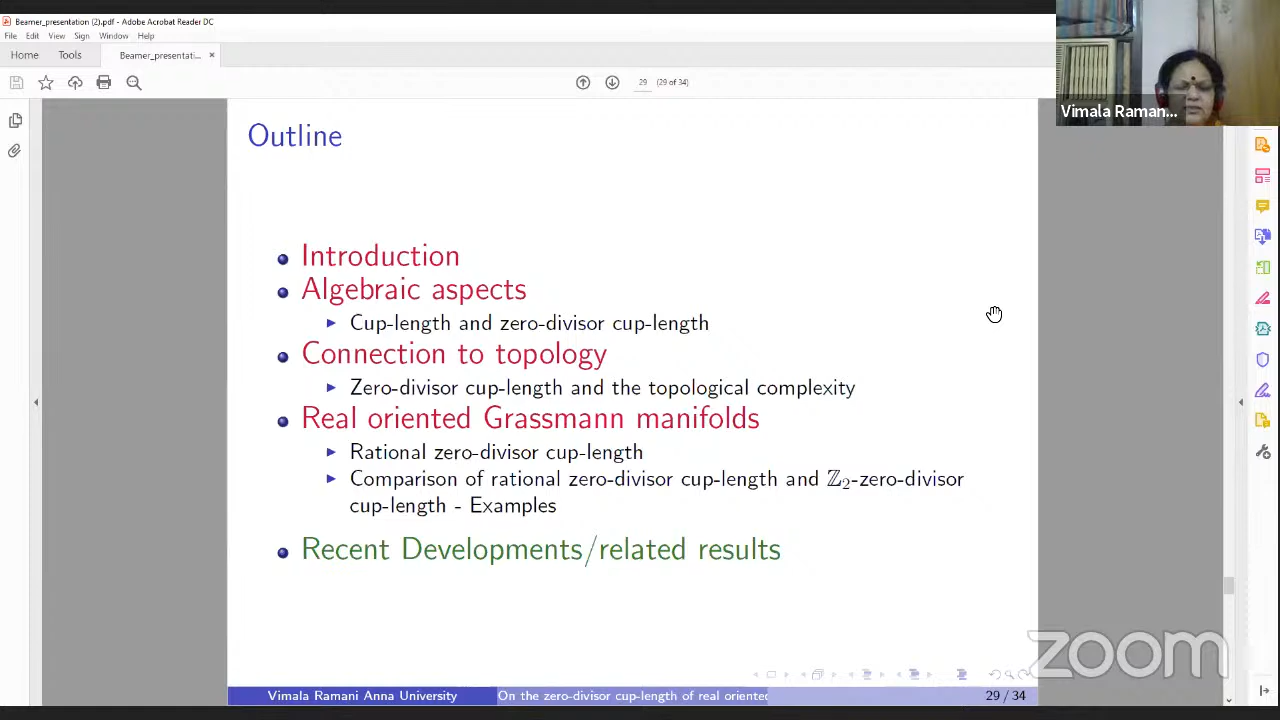 Beamer_presentation (2).pdf - Adobe Acrobat Reader DC
File Edit View Sign Window Help
Home Tools Beamer_presentati... ×
29 (29 of 34)
Vimala Raman...
Outline
Introduction
Algebraic aspects
Cup-length and zero-divisor cup-length
Connection to topology
Zero-divisor cup-length and the topological complexity
Real oriented Grassmann manifolds
Rational zero-divisor cup-length
Comparison of rational zero-divisor cup-length and ℤ₂-zero-divisor
cup-length - Examples
Recent Developments/related results
zoom
Vimala Ramani Anna University On the zero-divisor cup-length of real oriented 29 / 34